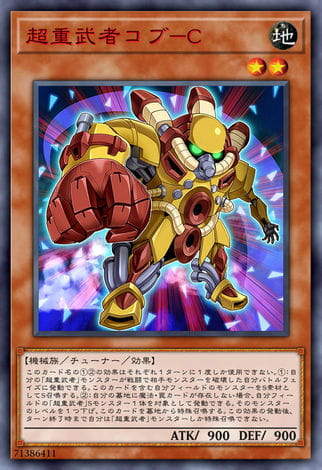 超重武者コブ-C
地
【機械族/チューナー/効果】
このカード名の①②の効果はそれぞれ1ターンに1度しか使用できない。①:自
分の「超重武者」モンスターが戦闘で相手モンスターを破壊した自分バトルフェ
イズに発動できる。このカードを含む自分フィールドのモンスターをS素材とし
てS召喚する。②:自分の墓地に魔法・罠カードが存在しない場合、自分フィー
ルドの「超重武者」Sモンスター1体を対象として発動できる。そのモンスター
のレベルを1つ下げ、このカードを墓地から特殊召喚する。この効果の発動後、
ターン終了時まで自分は「超重武者」モンスターしか特殊召喚できない。
ATK/ 900 DEF/ 900
71386411